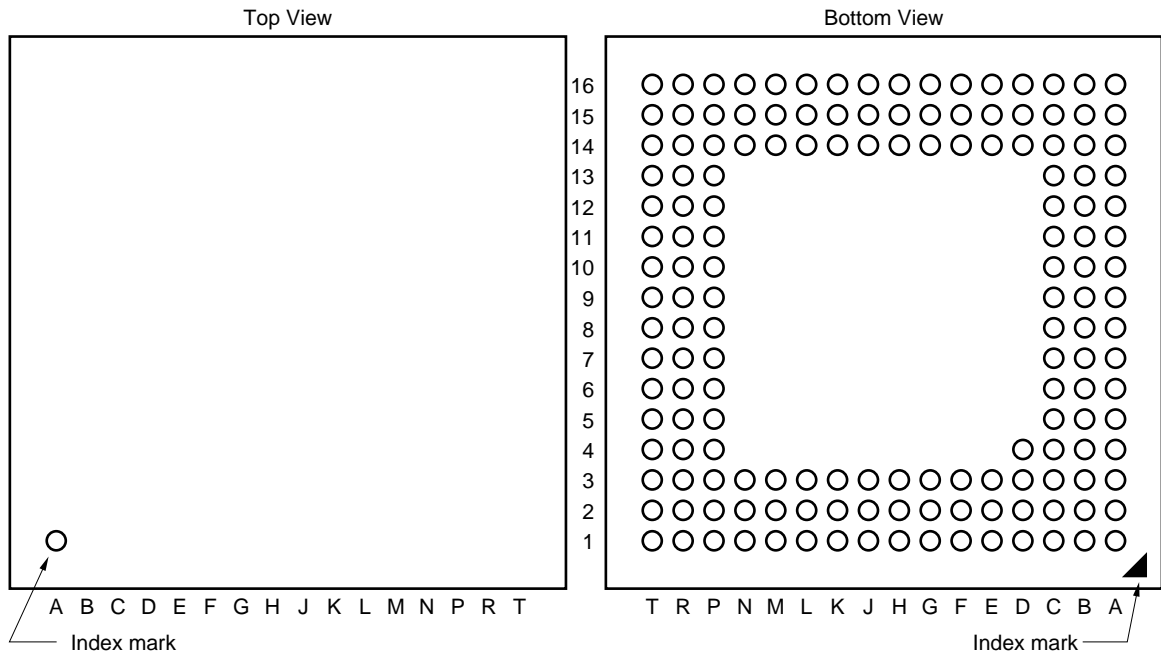 Top View
Bottom View
16
15
14
13
12
11
10
9
8
7
6
5
4
3
2
1
A B C D E F G H J K L M N P R T
T R P N M L K J H G F E D C B A
Index mark
Index mark